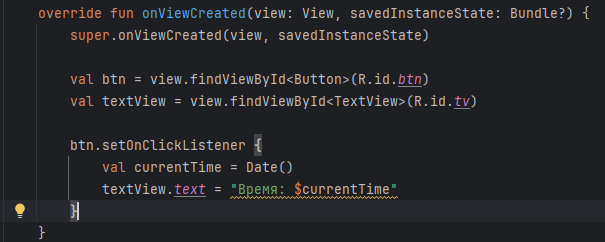 override fun onViewCreated(view: View, savedInstanceState: Bundle?) {
super.onViewCreated(view, savedInstanceState)
val btn = view.findViewById<Button>(R.id.btn)
val textView = view.findViewById<TextView>(R.id.tv)
btn.setOnClickListener {
val currentTime = Date()
textView.text = "Время: $currentTime"
}
}